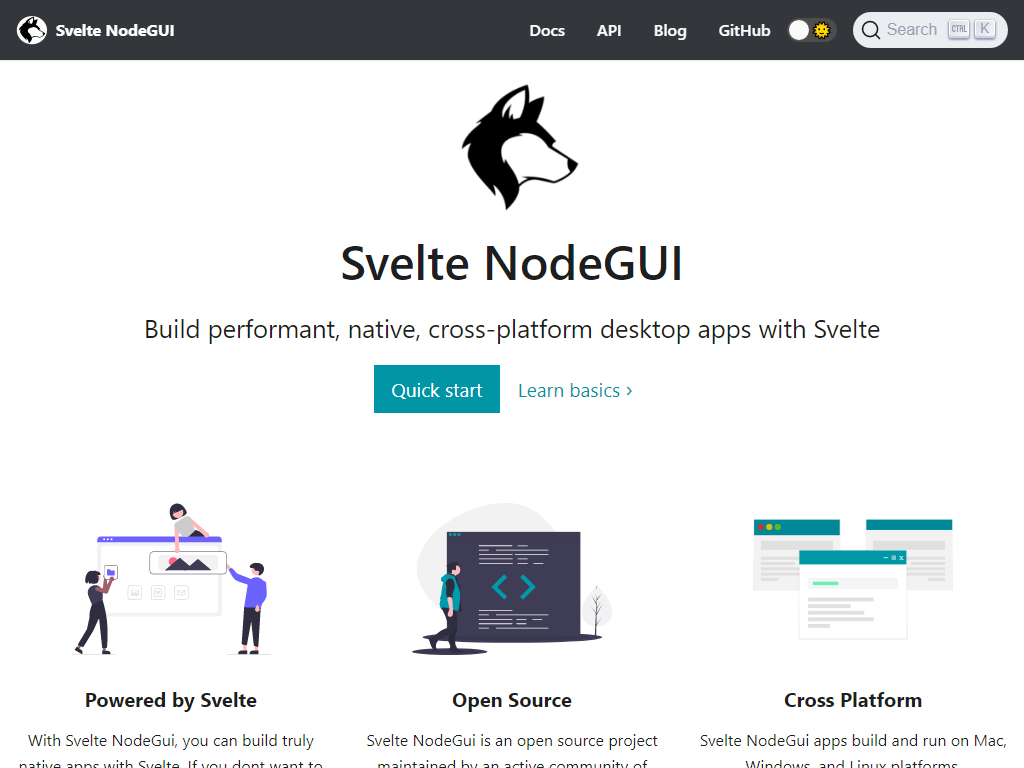 Svelte NodeGUI
Docs
API
Blog
GitHub
Search
CTRL
K
Svelte NodeGUI
Build performant, native, cross-platform desktop apps with Svelte
Quick start
Learn basics ›
Powered by Svelte
With Svelte NodeGui, you can build truly
native apps with Svelte. If you dont want to
Open Source
Svelte NodeGui is an open source project
maintained by an active community of
Cross Platform
Svelte NodeGui apps build and run on Mac,
Windows, and Linux platforms.